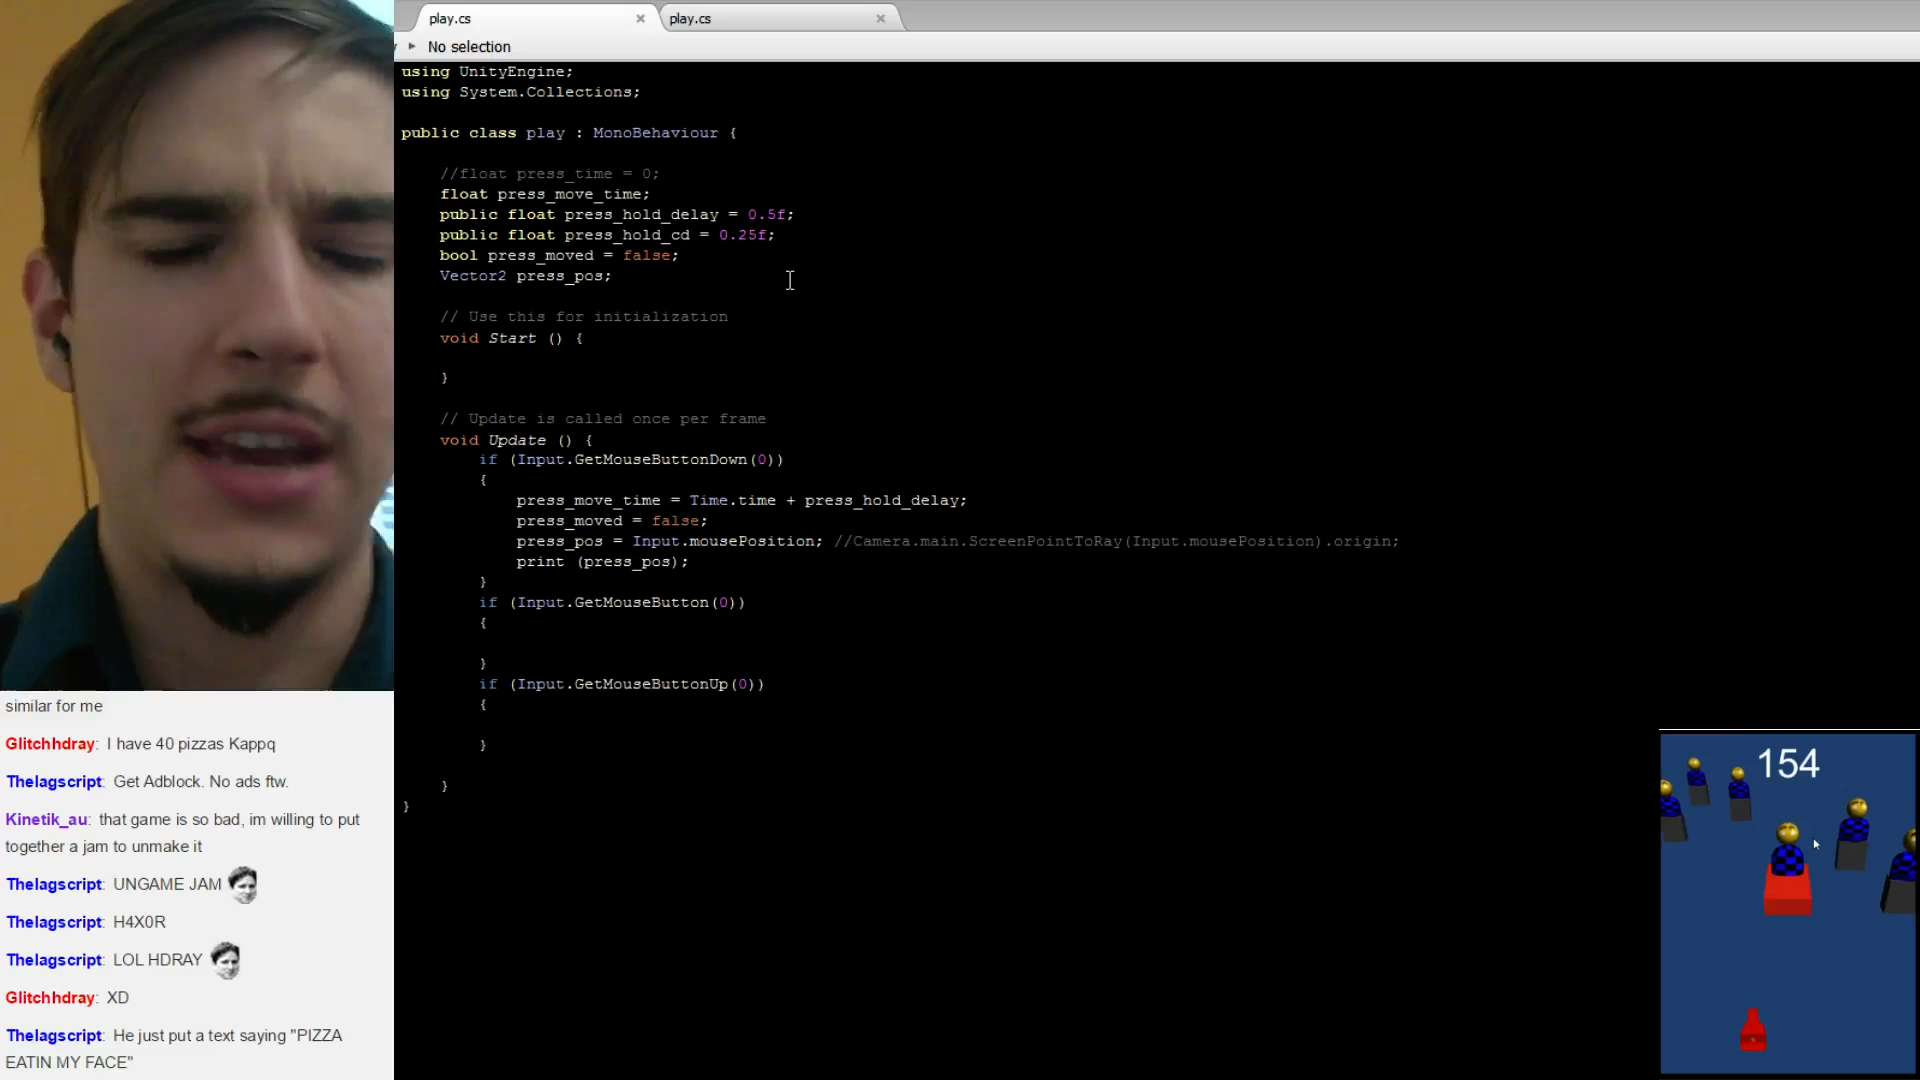 play.cs
play.cs
No selection
using UnityEngine;
using System.Collections;
public class play : MonoBehaviour {
//float press_time = 0;
float press_move_time;
public float press_hold_delay = 0.5f;
public float press_hold_cd = 0.25f;
bool press_moved = false;
Vector2 press_pos;
// Use this for initialization
void Start () {
}
// Update is called once per frame
void Update () {
if (Input.GetMouseButtonDown(0))
{
press_move_time = Time.time + press_hold_delay;
press_moved = false;
press_pos = Input.mousePosition; //Camera.main.ScreenPointToRay(Input.mousePosition).origin;
print (press_pos);
}
if (Input.GetMouseButton(0))
{
}
if (Input.GetMouseButtonUp(0))
{
}
}
}
similar for me
Glitchhdray: I have 40 pizzas Kappq
Thelagscript: Get Adblock. No ads ftw.
Kinetik_au: that game is so bad, im willing to put
together a jam to unmake it
Thelagscript: UNGAME JAM
Thelagscript: H4X0R
Thelagscript: LOL HDRAY
Glitchhdray: XD
Thelagscript: He just put a text saying "PIZZA
EATIN MY FACE"
154